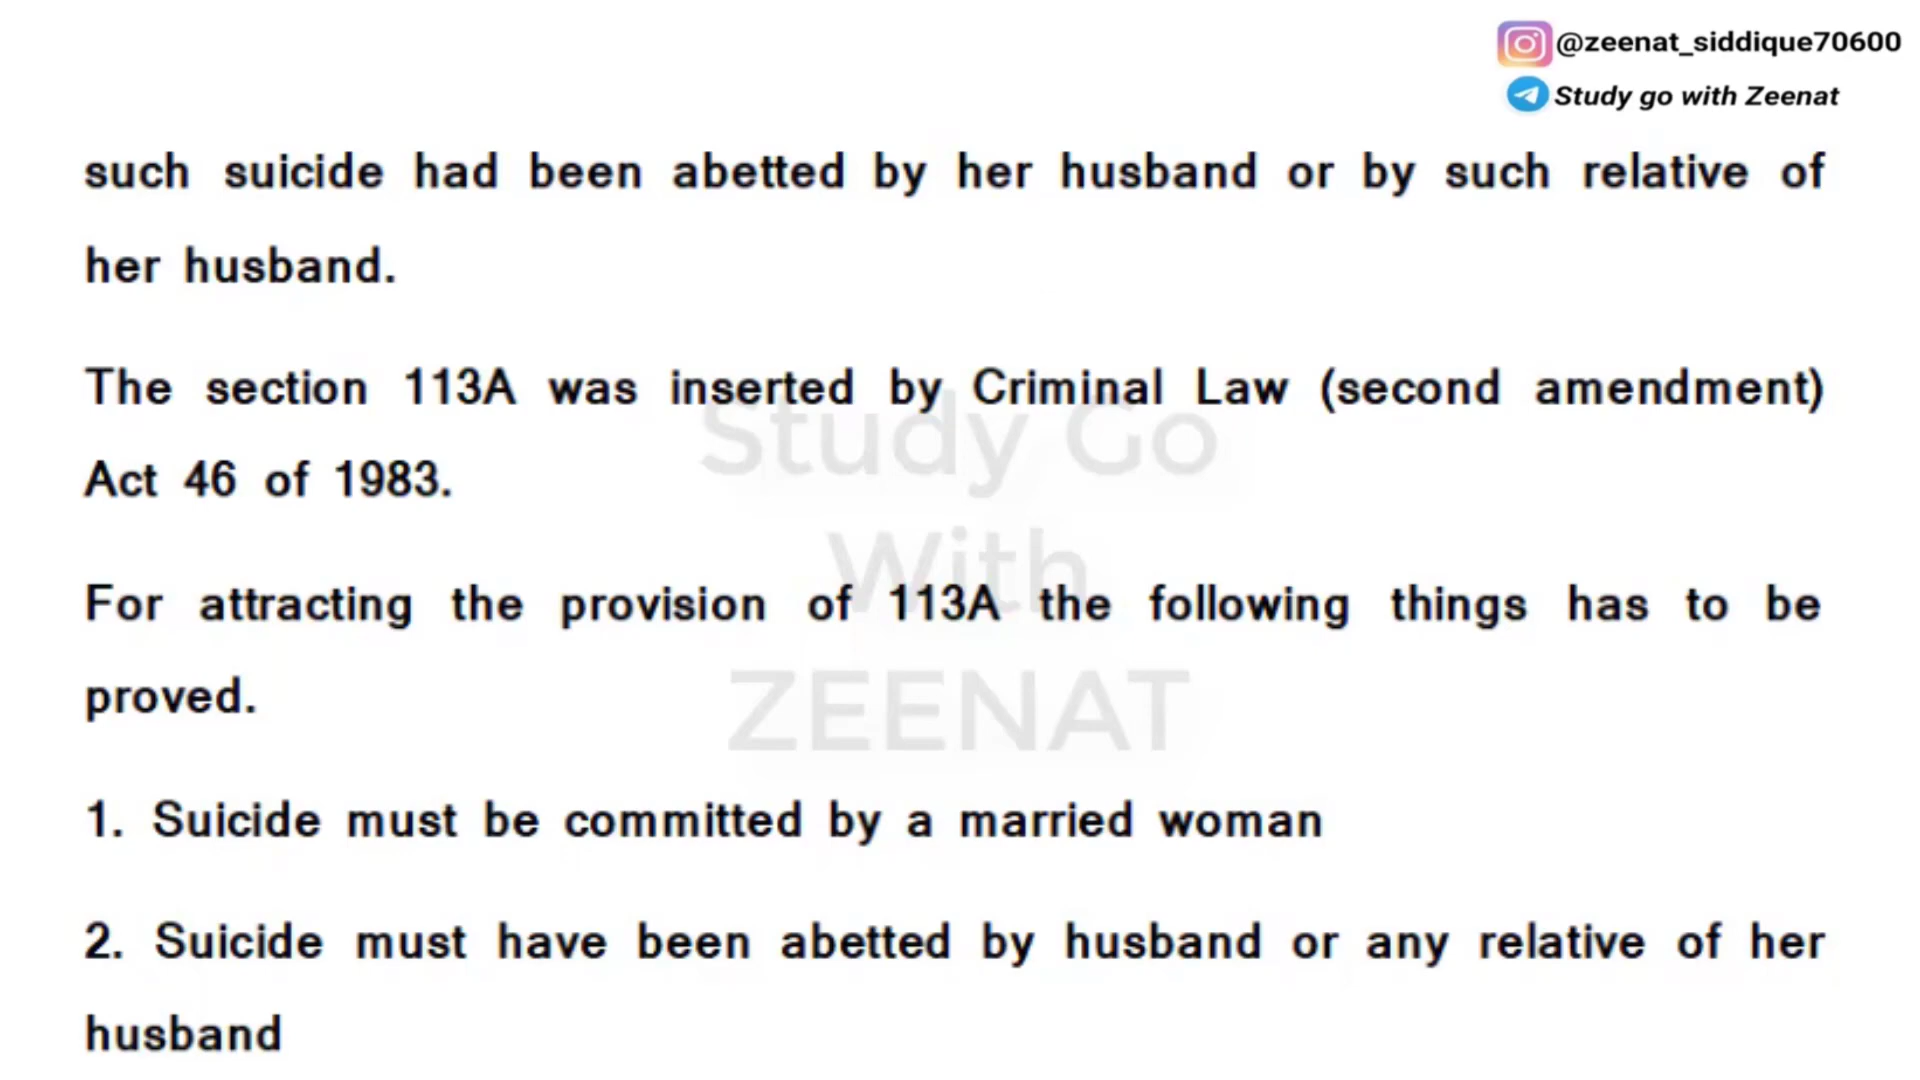 @zeenat_siddique70600
Study go with Zeenat
such suicide had been abetted by her husband or by such relative of
her husband.
The section 113A was inserted by Criminal Law (second amendment)
Act 46 of 1983.
For attracting the provision of 113A the following things has to be
proved.
1. Suicide must be committed by a married woman
2. Suicide must have been abetted by husband or any relative of her
husband
Study Go
With
ZEENAT